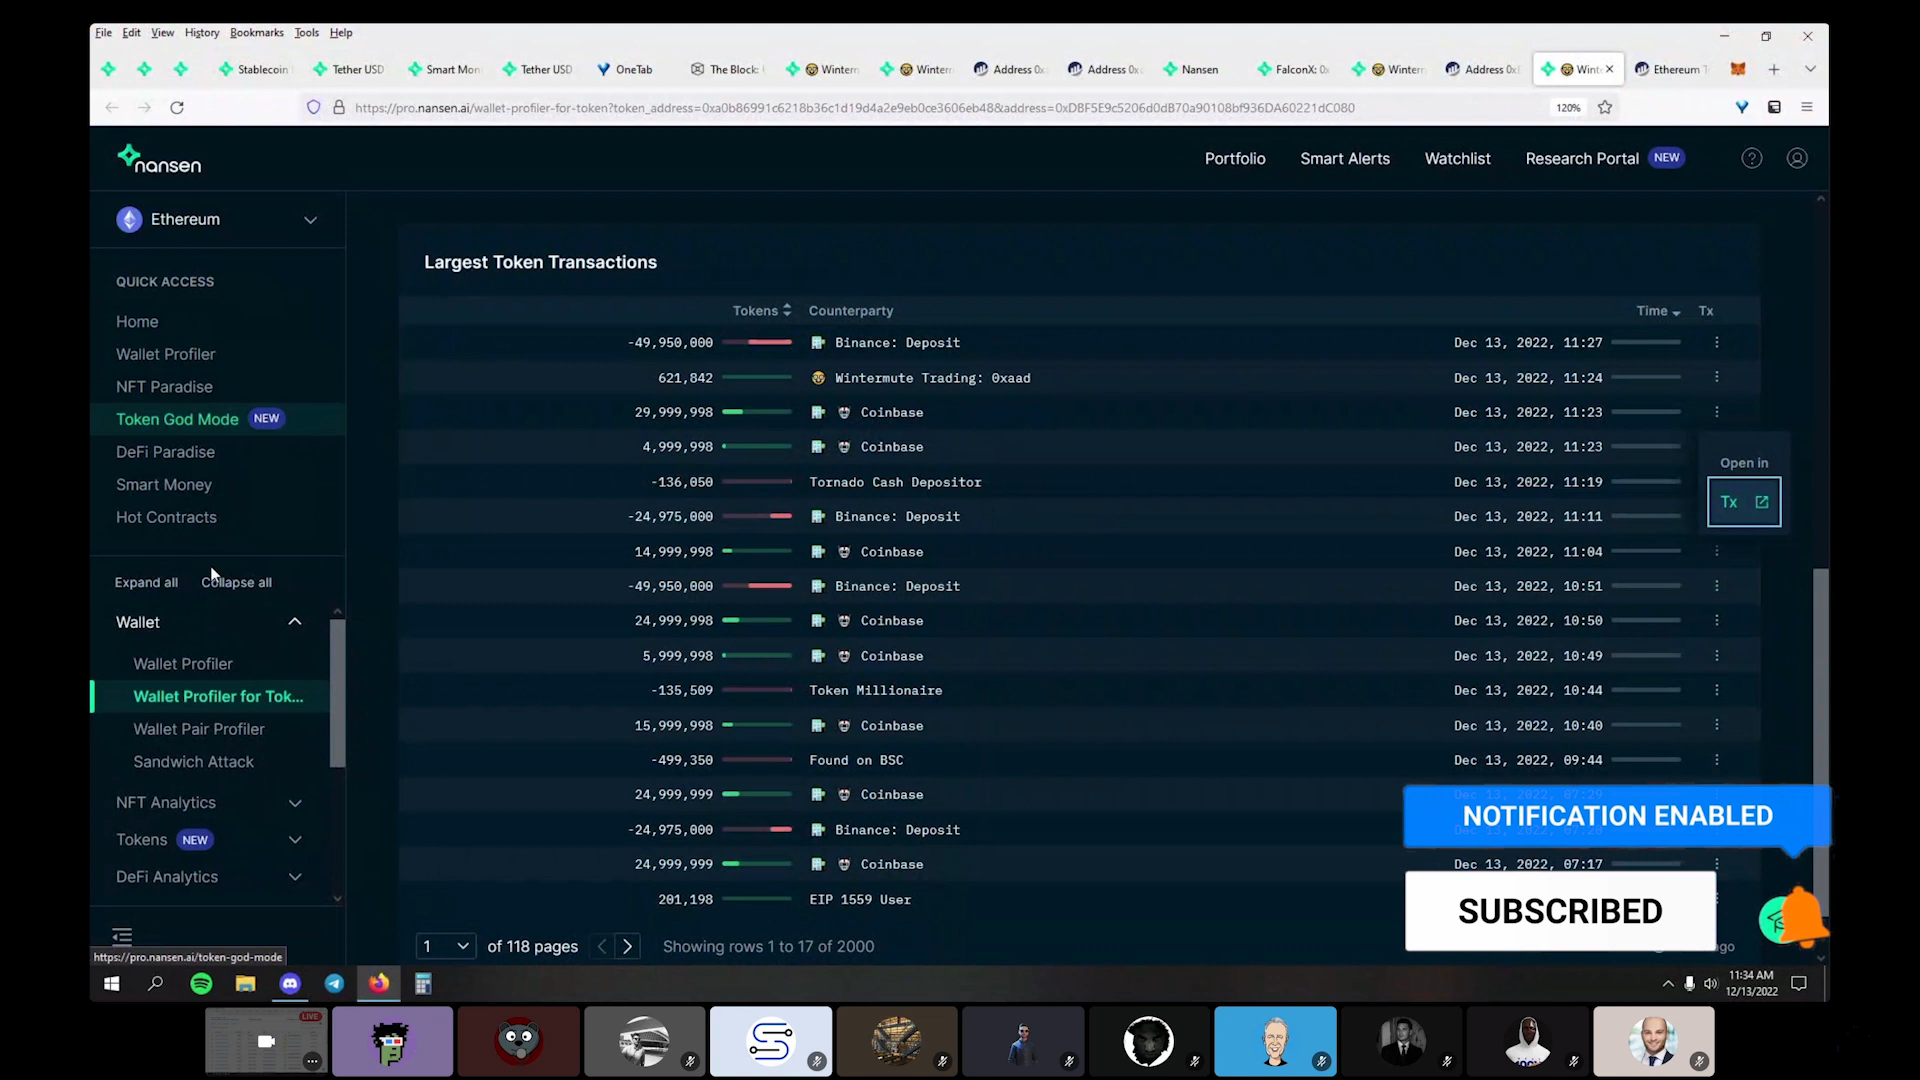 File Edit View History Bookmarks Tools Help
Stablecoin
Tether USD
Smart Mon
Tether USD
OneTab
The Block:
Winterm
Winterm
Address 0x
Address 0x
Nansen
FalconX: 0x
Winterm
Address 0x
Wint
Ethereum T
https://pro.nansen.ai/wallet-profiler-for-token?token_address=0xa0b86991c6218b36c1d19d4a2e9eb0ce3606eb48&address=0xDBF5E9c5206d0dB70a90108bf936DA60221dC080
120%
nansen
Portfolio
Smart Alerts
Watchlist
Research Portal NEW
Ethereum
QUICK ACCESS
Home
Wallet Profiler
NFT Paradise
Token God Mode NEW
DeFi Paradise
Smart Money
Hot Contracts
Expand all Collapse all
Wallet
Wallet Profiler
Wallet Profiler for Tok...
Wallet Pair Profiler
Sandwich Attack
NFT Analytics
Tokens NEW
DeFi Analytics
https://pro.nansen.ai/token-god-mode
Largest Token Transactions
Tokens Counterparty Time Tx
-49,950,000 Binance: Deposit Dec 13, 2022, 11:27
621,842 Wintermute Trading: 0xaad Dec 13, 2022, 11:24
29,999,998 Coinbase Dec 13, 2022, 11:23
4,999,998 Coinbase Dec 13, 2022, 11:23
-136,050 Tornado Cash Depositor Dec 13, 2022, 11:19
-24,975,000 Binance: Deposit Dec 13, 2022, 11:11
14,999,998 Coinbase Dec 13, 2022, 11:04
-49,950,000 Binance: Deposit Dec 13, 2022, 10:51
24,999,998 Coinbase Dec 13, 2022, 10:50
5,999,998 Coinbase Dec 13, 2022, 10:49
-135,509 Token Millionaire Dec 13, 2022, 10:44
15,999,998 Coinbase Dec 13, 2022, 10:40
-499,350 Found on BSC Dec 13, 2022, 09:44
24,999,999 Coinbase
-24,975,000 Binance: Deposit
24,999,999 Coinbase Dec 13, 2022, 07:17
201,198 EIP 1559 User
Open in
Tx
1 of 118 pages Showing rows 1 to 17 of 2000
ago
NOTIFICATION ENABLED
SUBSCRIBED
11:34 AM
12/13/2022
LIVE